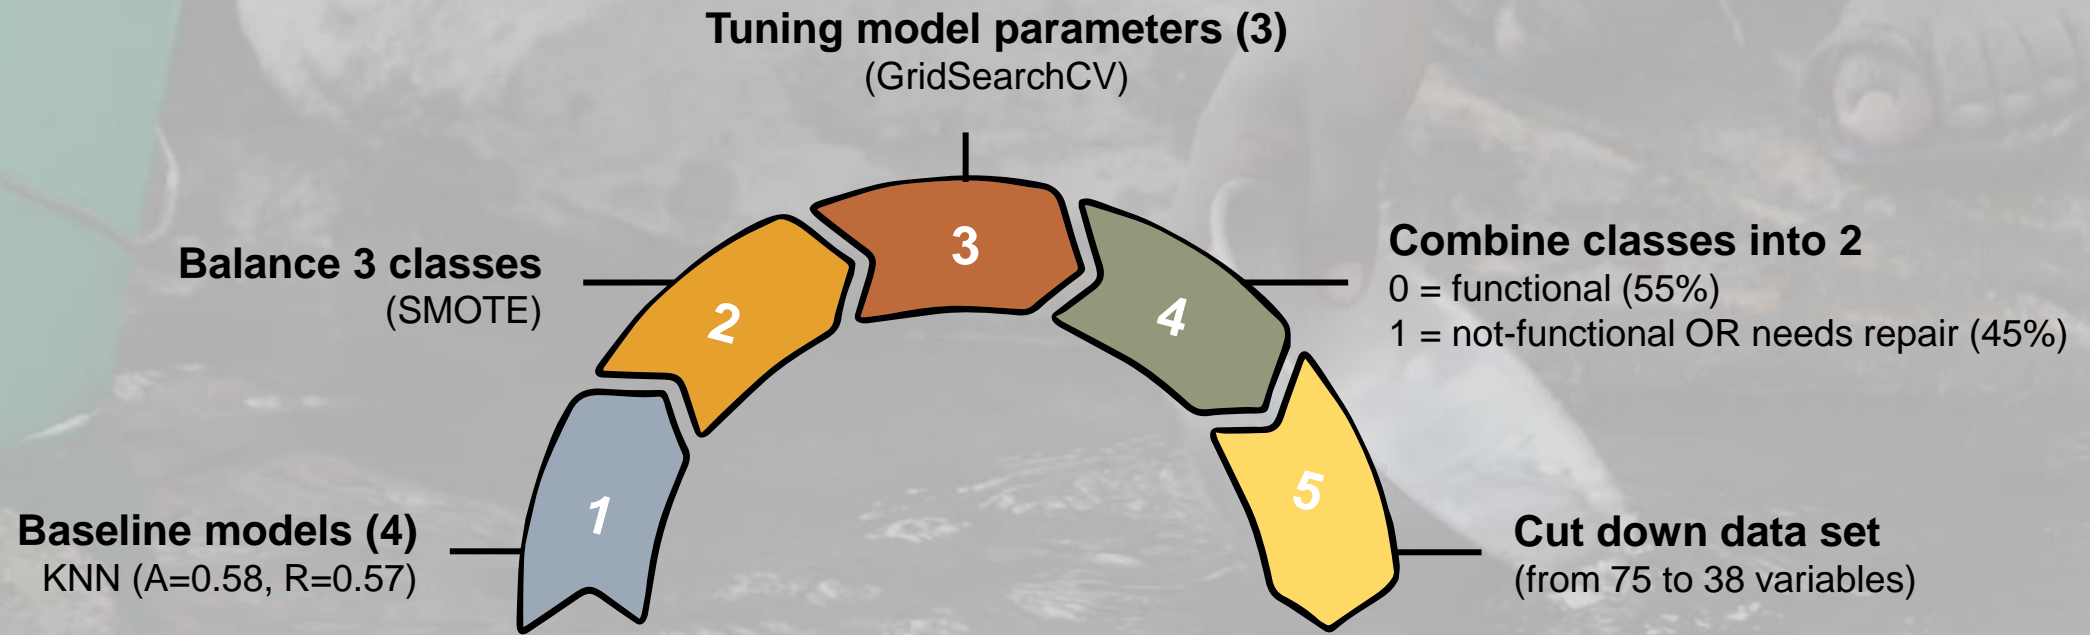 Tuning model parameters (3)
(GridSearchCV)
3
Balance 3 classes
(SMOTE)
2
Combine classes into 2
0 = functional (55%)
1 = not-functional OR needs repair (45%)
4
1
Baseline models (4)
KNN (A=0.58, R=0.57)
5
Cut down data set
(from 75 to 38 variables)